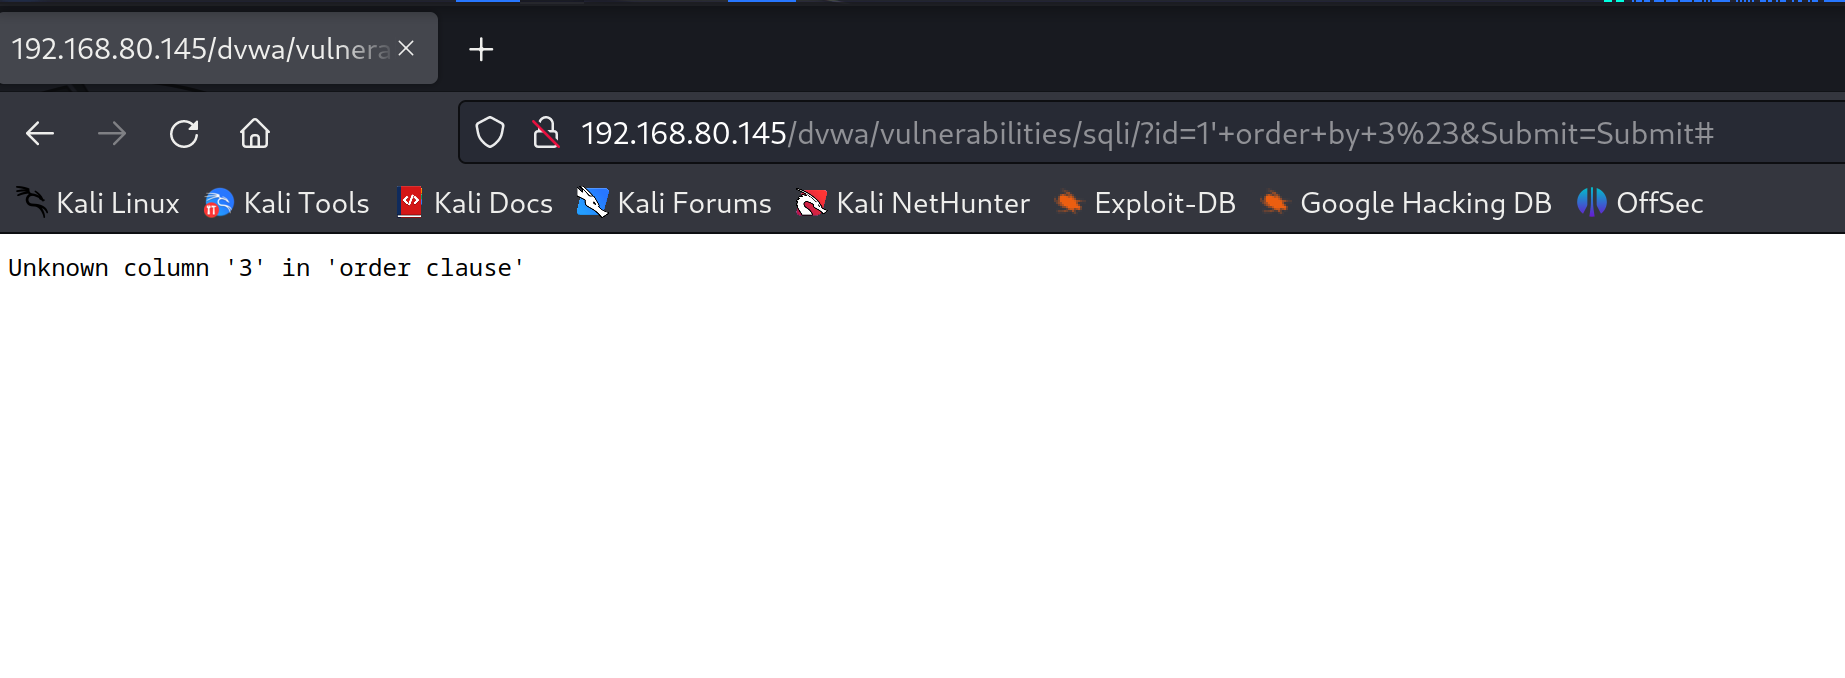 192.168.80.145/dvwa/vulnera
192.168.80.145/dvwa/vulnerabilities/sqli/?id=1'+order+by+3%23&Submit=Submit#
Kali Linux Kali Tools Kali Docs Kali Forums Kali NetHunter Exploit-DB Google Hacking DB OffSec
Unknown column '3' in 'order clause'